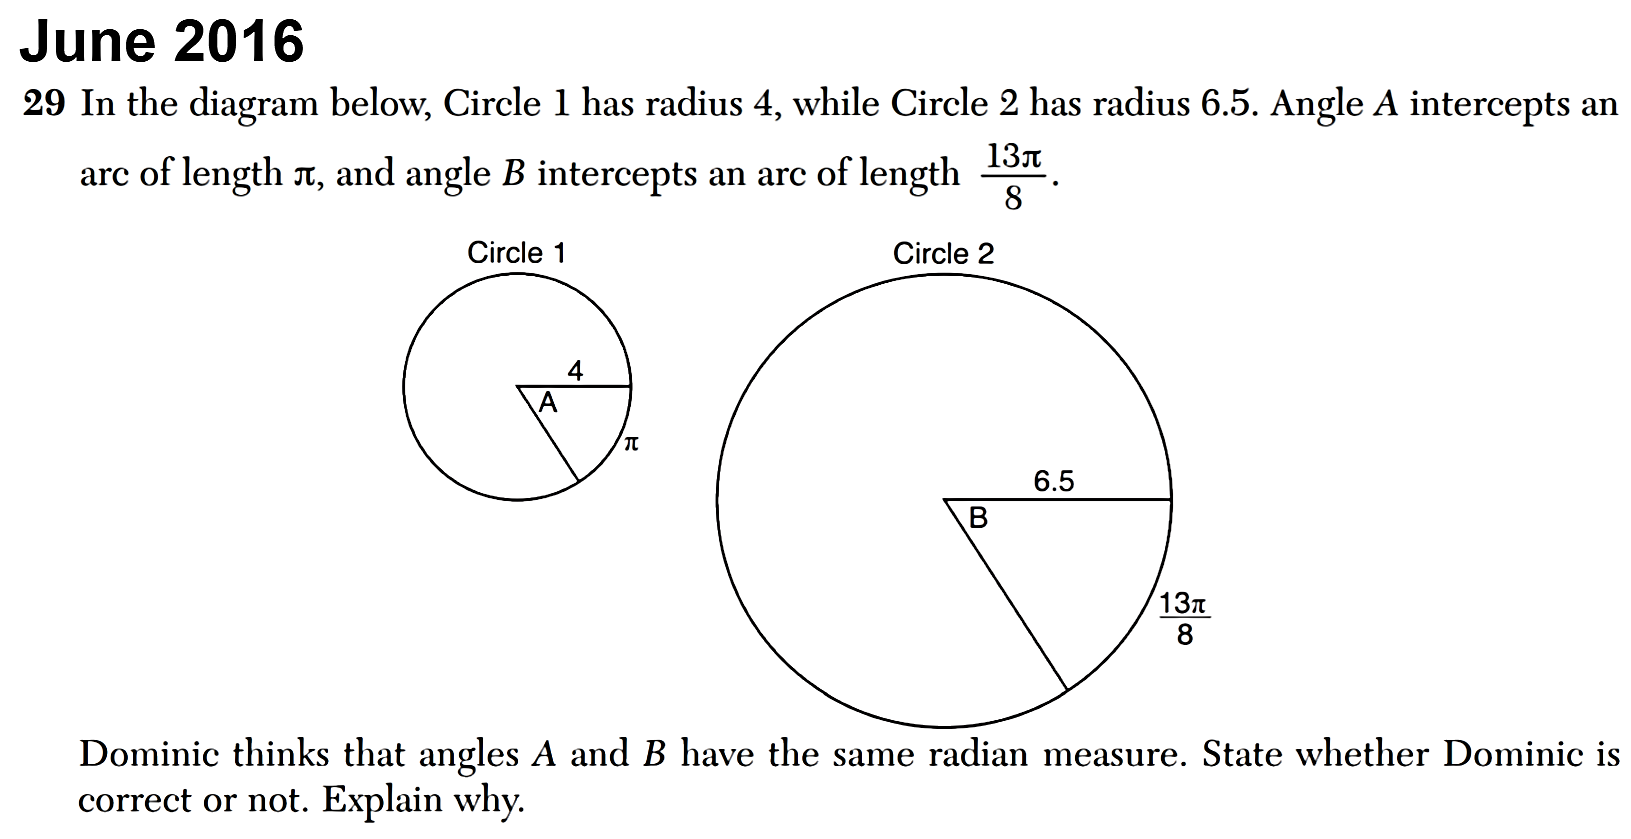 June 2016
29 In the diagram below, Circle 1 has radius 4, while Circle 2 has radius 6.5. Angle A intercepts an
arc of length π, and angle B intercepts an arc of length 13π/8.
Circle 1
Circle 2
4
A
π
6.5
B
13π/8
Dominic thinks that angles A and B have the same radian measure. State whether Dominic is
correct or not. Explain why.